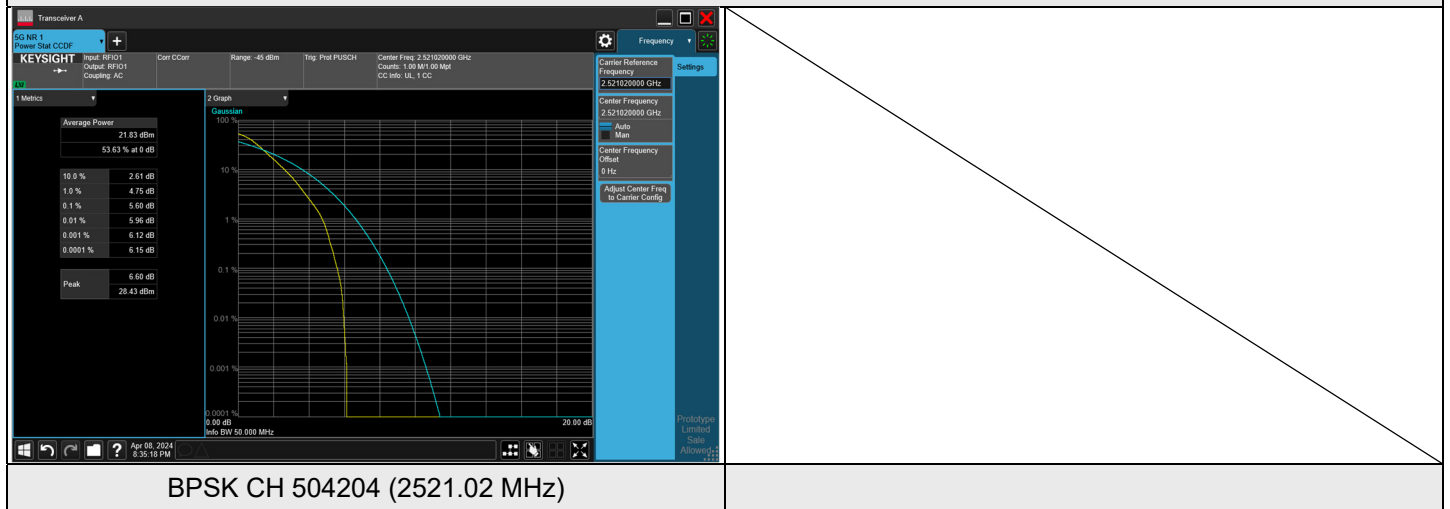 Transceiver A
5G NR 1
Power Stat CCDF
+
Frequency
KEYSIGHT
Input: RFIO1
Output: RFIO1
Coupling: AC
Corr CCorr
Range: -45 dBm
Trig: Prot PUSCH
Center Freq: 2.521020000 GHz
Counts: 1.00 M/1.00 Mpt
CC Info: UL, 1 CC
Carrier Reference
Frequency
2.521020000 GHz
Settings
Center Frequency
2.521020000 GHz
Auto
Man
Center Frequency
Offset
0 Hz
Adjust Center Freq
to Carrier Config
1 Metrics
Average Power
21.83 dBm
53.63 % at 0 dB
10.0 % 2.61 dB
1.0 % 4.75 dB
0.1 % 5.60 dB
0.01 % 5.96 dB
0.001 % 6.12 dB
0.0001 % 6.15 dB
Peak
6.60 dB
28.43 dBm
2 Graph
Gaussian
100 %
10 %
1 %
0.1 %
0.01 %
0.001 %
0.0001 %
0.00 dB
20.00 dB
Info BW 50.000 MHz
Prototype
Limited
Sale
Allowed
?
Apr 08, 2024
8:35:18 PM
BPSK CH 504204 (2521.02 MHz)